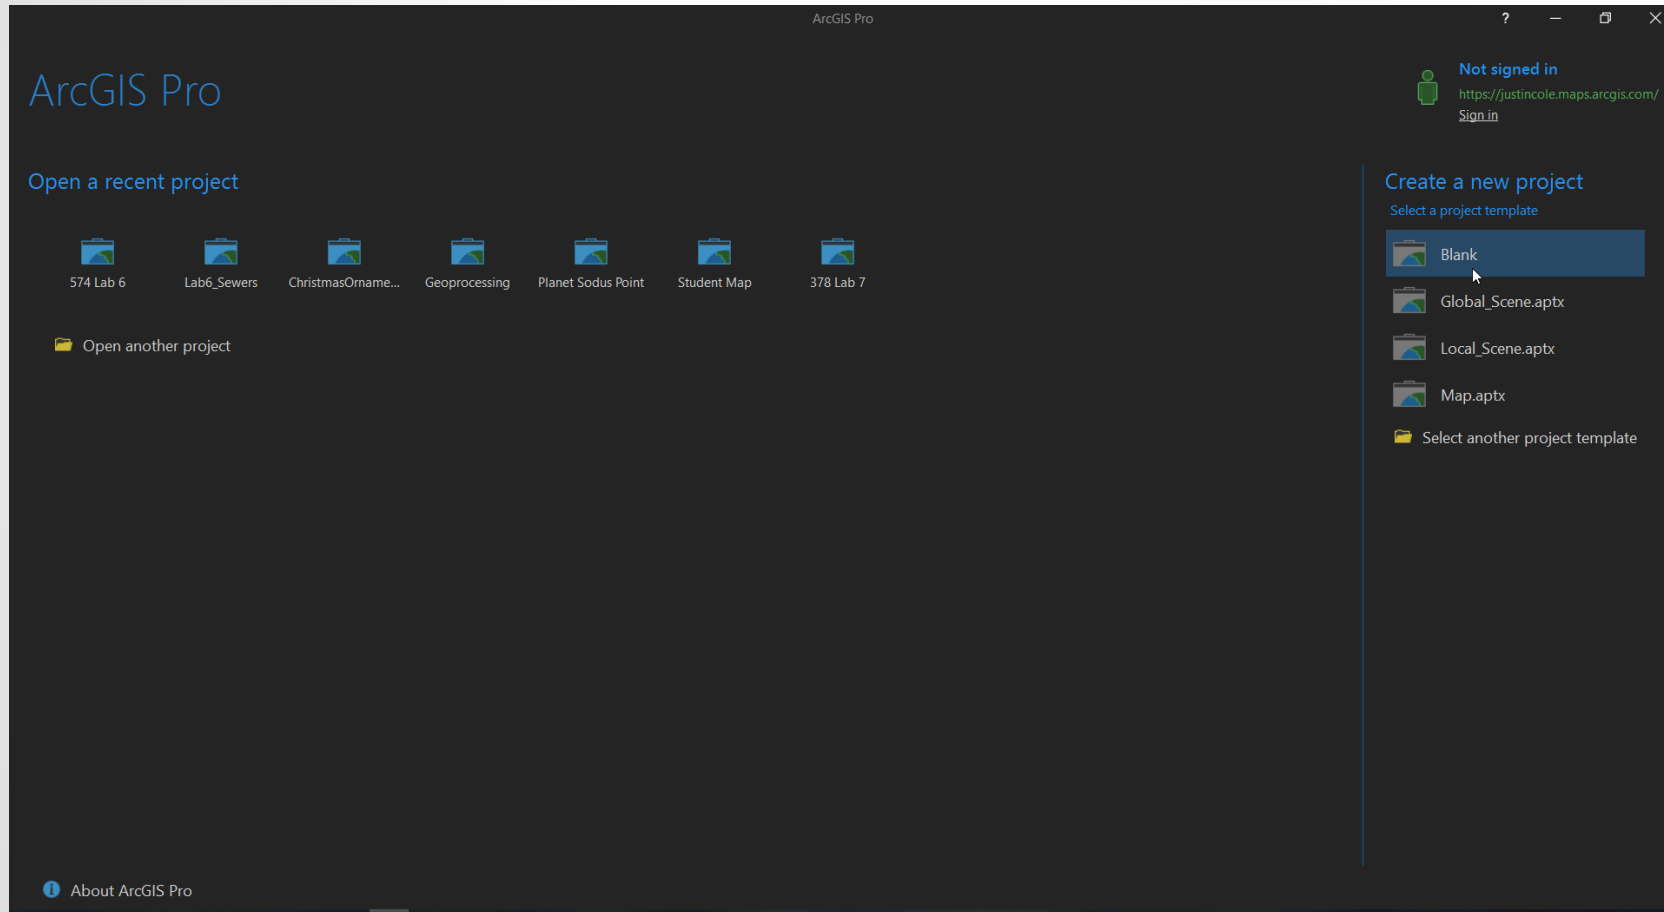 ArcGIS Pro
?
ArcGIS Pro
Not signed in
https://justincole.maps.arcgis.com/
Sign in
Open a recent project
574 Lab 6
Lab6_Sewers
ChristmasOrname...
Geoprocessing
Planet Sodus Point
Student Map
378 Lab 7
Open another project
Create a new project
Select a project template
Blank
Global_Scene.aptx
Local_Scene.aptx
Map.aptx
Select another project template
About ArcGIS Pro